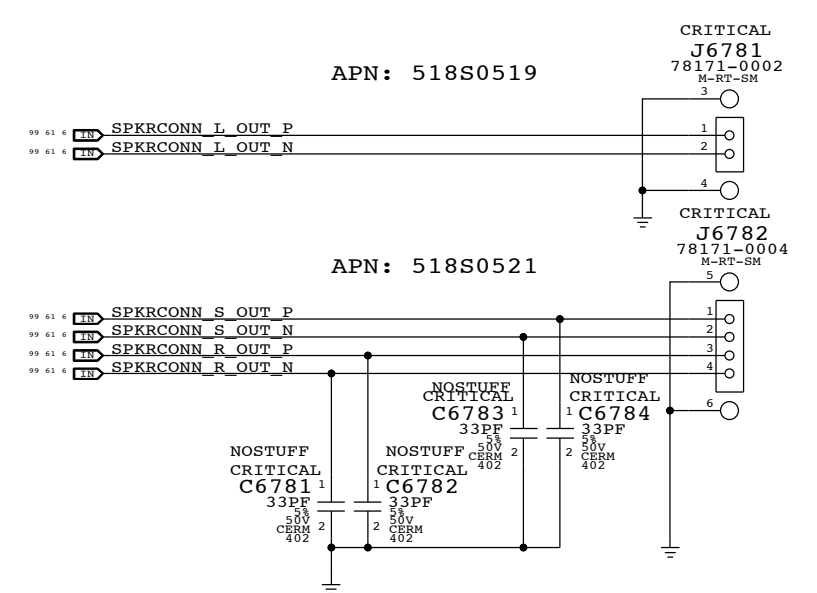 CRITICAL
J6781
78171-0002
M-RT-SM
APN: 518S0519
3
99 61 6 IN SPKRCONN_L_OUT_P 1
99 61 6 IN SPKRCONN_L_OUT_N 2
4
CRITICAL
J6782
78171-0004
M-RT-SM
APN: 518S0521
5
99 61 6 IN SPKRCONN_S_OUT_P 1
99 61 6 IN SPKRCONN_S_OUT_N 2
99 61 6 IN SPKRCONN_R_OUT_P 3
99 61 6 IN SPKRCONN_R_OUT_N 4
6
NOSTUFF
CRITICAL
C6783 1
33PF
5%
50V
CERM
402
2
NOSTUFF
CRITICAL
1 C6784
33PF
5%
50V
CERM
402
2
NOSTUFF
CRITICAL
C6781 1
33PF
5%
50V
CERM
402
2
NOSTUFF
CRITICAL
1 C6782
33PF
5%
50V
CERM
402
2